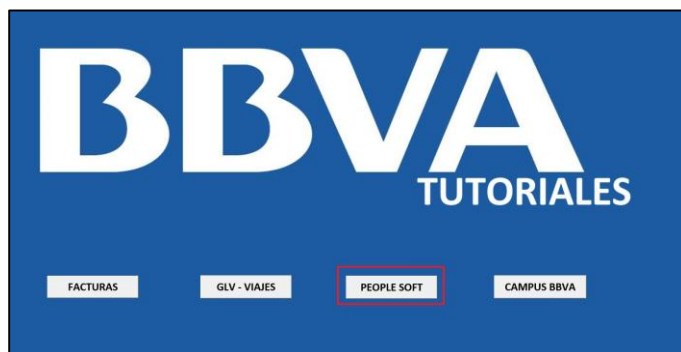 BBVA
TUTORIALES
FACTURAS GLV - VIAJES PEOPLE SOFT CAMPUS BBVA